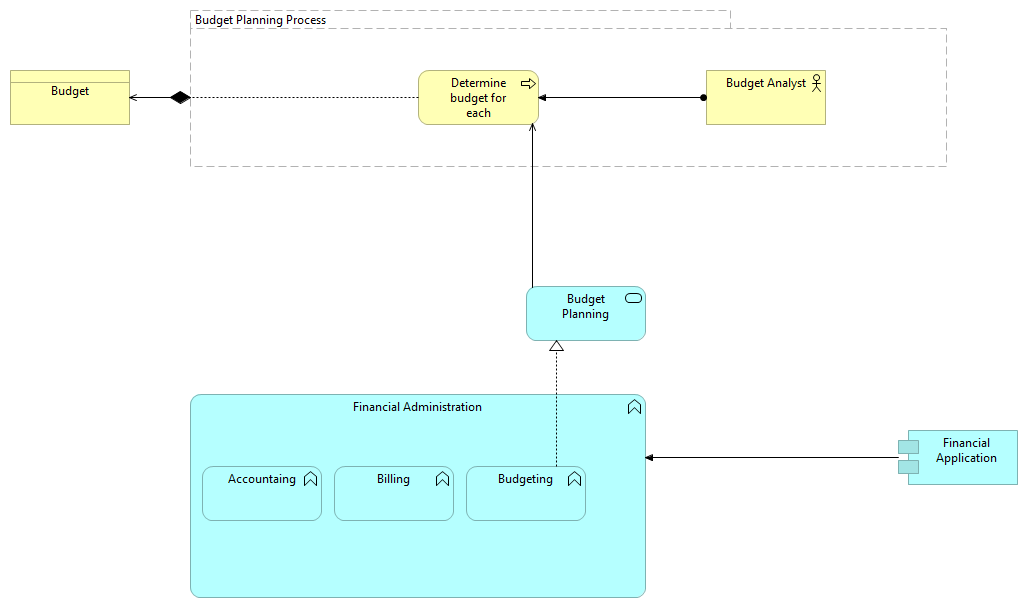 Budget Planning Process
Budget
Determine
budget for
each
Budget Analyst
Budget
Planning
Financial Administration
Accountaing
Billing
Budgeting
Financial
Application